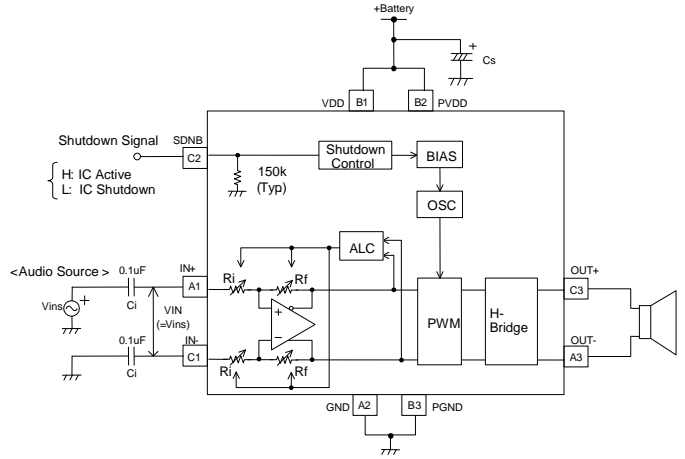 +Battery
+
Cs
VDD B1 B2 PVDD
Shutdown Signal SDNB
C2
Shutdown
Control
BIAS
H: IC Active
L: IC Shutdown
150k
(Typ)
OSC
ALC
<Audio Source>
0.1uF IN+
Ri Rf
OUT+
Vins + Ci A1
VIN
(=Vins)
+
-
PWM
H-
Bridge
C3
0.1uF IN-
OUT-
Ci C1
Ri Rf
A3
GND A2 B3 PGND